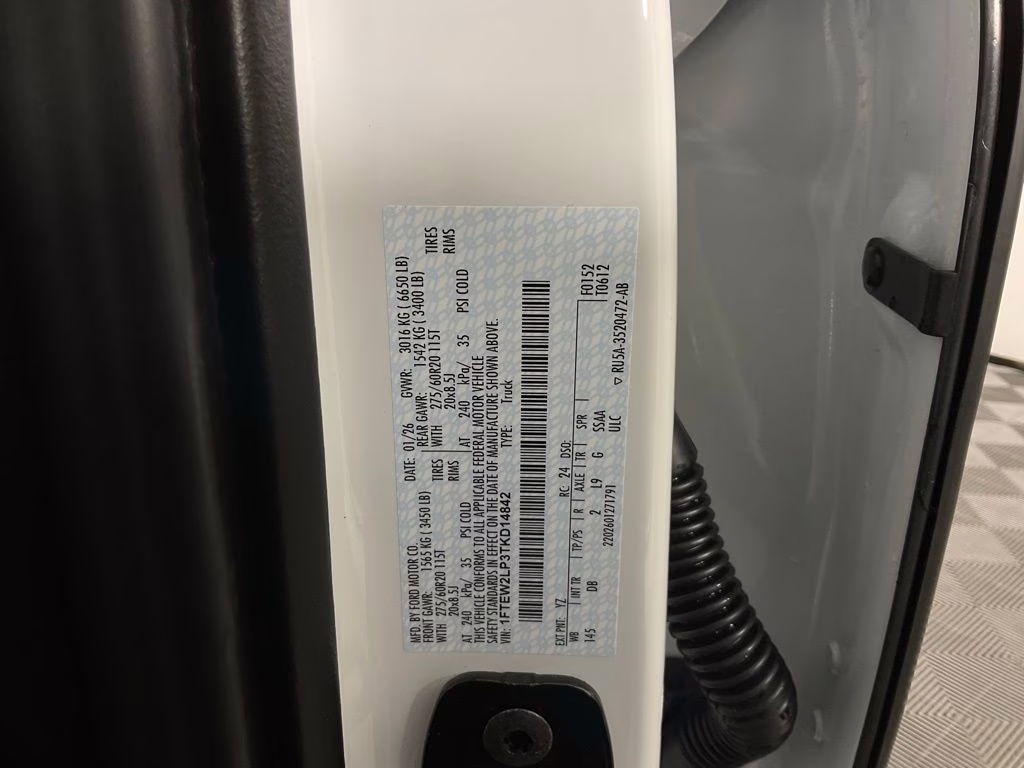 MFD. BY FORD MOTOR CO.
DATE: 01/26 GVWR: 3016 KG ( 6650 LB)
FRONT GAWR: 1565 KG ( 3450 LB) REAR GAWR: 1542 KG ( 3400 LB)
WITH 275/60R20 115T TIRES WITH 275/60R20 115T TIRES
20x8.5J RIMS 20x8.5J RIMS
AT 240 kPa/ 35 PSI COLD AT 240 kPa/ 35 PSI COLD
THIS VEHICLE CONFORMS TO ALL APPLICABLE FEDERAL MOTOR VEHICLE
SAFETY STANDARDS IN EFFECT ON THE DATE OF MANUFACTURE SHOWN ABOVE.
VIN: 1FTEW2LP3TKD14842 TYPE: Truck
EXT PNT: YZ RC: 24 DSO: F0152
WB INT TR TP/PS R AXLE TR SPR T0612
145 DB 2 L9 G SSAA
2202601271791 ULC
▽ RU5A-3520472-AB